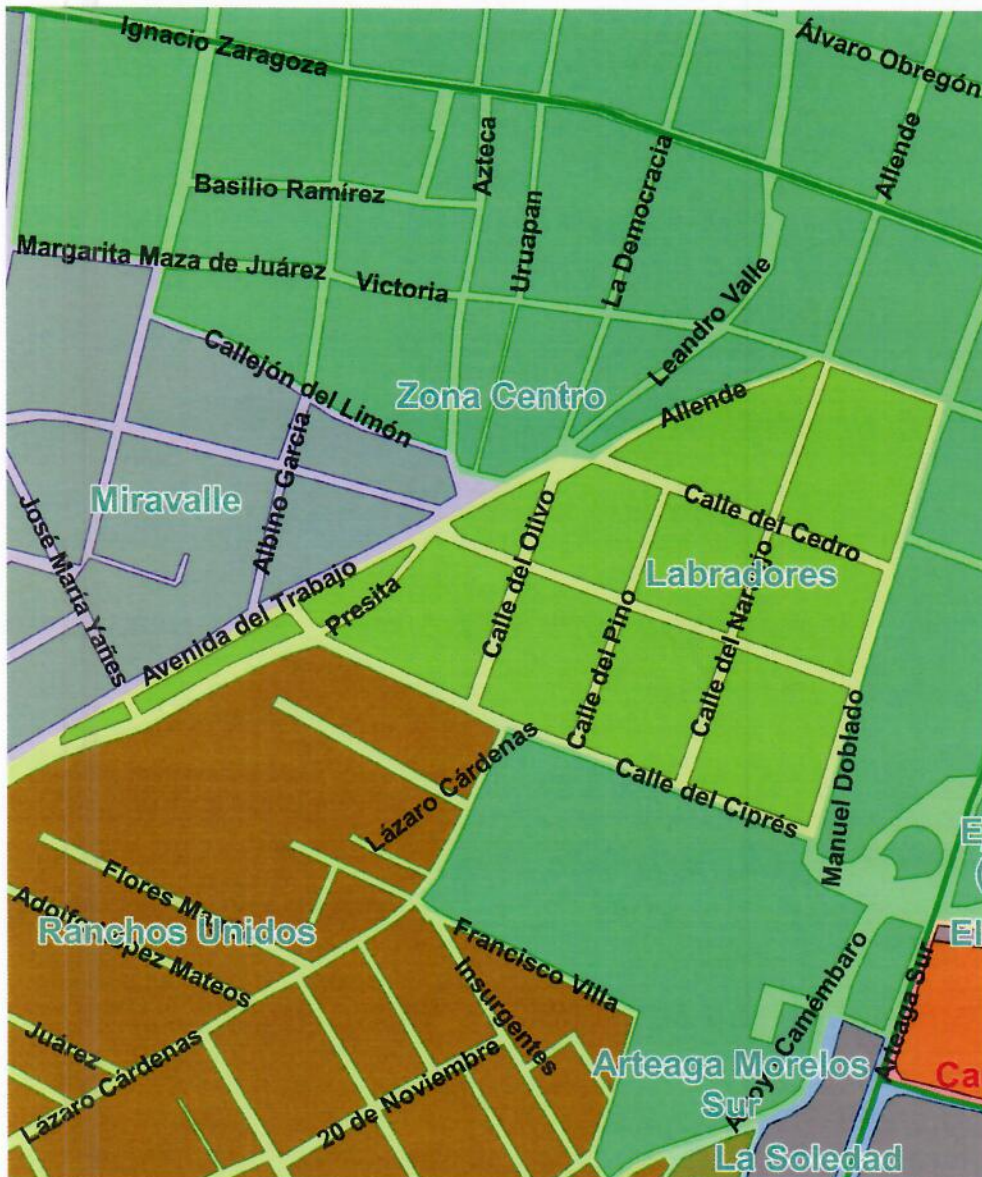 Ignacio Zaragoza
Álvaro Obregón
Azteca
Allende
La Democracia
Basilio Ramírez
Uruapan
Margarita Maza de Juárez
Victoria
Leandro Valle
Callejón del Limón
Zona Centro
Allende
Albino García
Miravalle
José María Yañes
Calle del Cedro
Calle del Olivo
Labradores
Avenida del Trabajo
Presita
Calle del Pino
Calle del Naranjo
Lázaro Cárdenas
Calle del Ciprés
Manuel Doblado
E
Flores Magón
Adolfo López Mateos
Ranchos Unidos
Francisco Villa
Insurgentes
El
Arroyo Camémbaro
Arteaga Sur
Juárez
Lázaro Cárdenas
20 de Noviembre
Arteaga Morelos
Sur
Ca
La Soledad